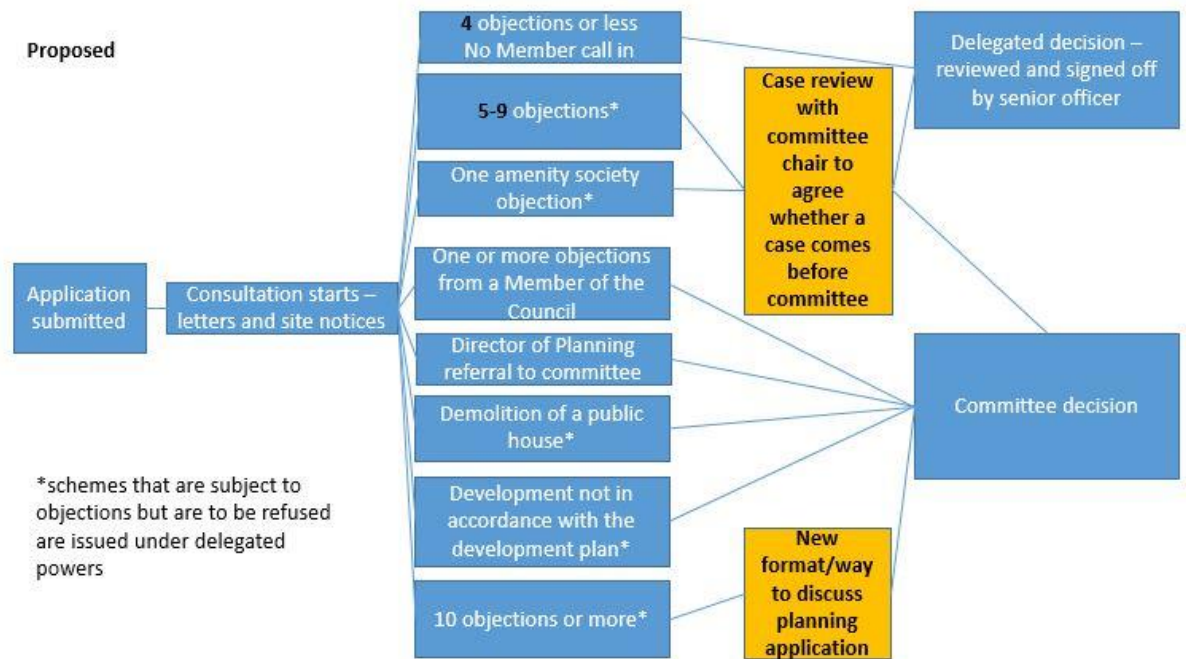 Proposed
Application
submitted
Consultation starts –
letters and site notices
4 objections or less
No Member call in
5-9 objections*
One amenity society
objection*
One or more objections
from a Member of the
Council
Director of Planning
referral to committee
Demolition of a public
house*
Development not in
accordance with the
development plan*
10 objections or more*
Case review
with
committee
chair to
agree
whether a
case comes
before
committee
New
format/way
to discuss
planning
application
Delegated decision –
reviewed and signed off
by senior officer
Committee decision
*schemes that are subject to
objections but are to be refused
are issued under delegated
powers